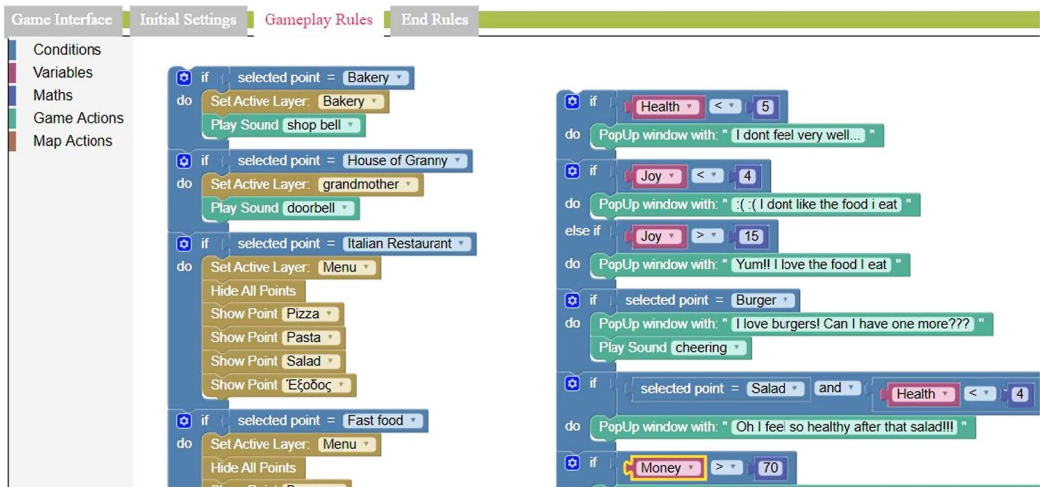 Game Interface
Initial Settings
Gameplay Rules
End Rules
Conditions
Variables
Maths
Game Actions
Map Actions
if selected point = Bakery
do Set Active Layer: Bakery
Play Sound shop bell
if selected point = House of Granny
do Set Active Layer: grandmother
Play Sound doorbell
if selected point = Italian Restaurant
do Set Active Layer: Menu
Hide All Points
Show Point Pizza
Show Point Pasta
Show Point Salad
Show Point Έξοδος
if selected point = Fast food
do Set Active Layer: Menu
Hide All Points
if Health < 5
do PopUp window with: " I dont feel very well... "
if Joy < 4
do PopUp window with: " :( :( I dont like the food i eat "
else if Joy > 15
do PopUp window with: " Yum!! I love the food I eat "
if selected point = Burger
do PopUp window with: " I love burgers! Can I have one more??? "
Play Sound cheering
if selected point = Salad and Health < 4
do PopUp window with: " Oh I feel so healthy after that salad!!! "
if Money > 70